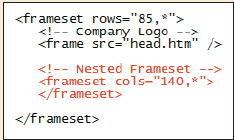 <frameset rows="85,*">
<!-- Company Logo -->
<frame src="head.htm" />
<!-- Nested Frameset -->
<frameset cols="140,*">
</frameset>
</frameset>